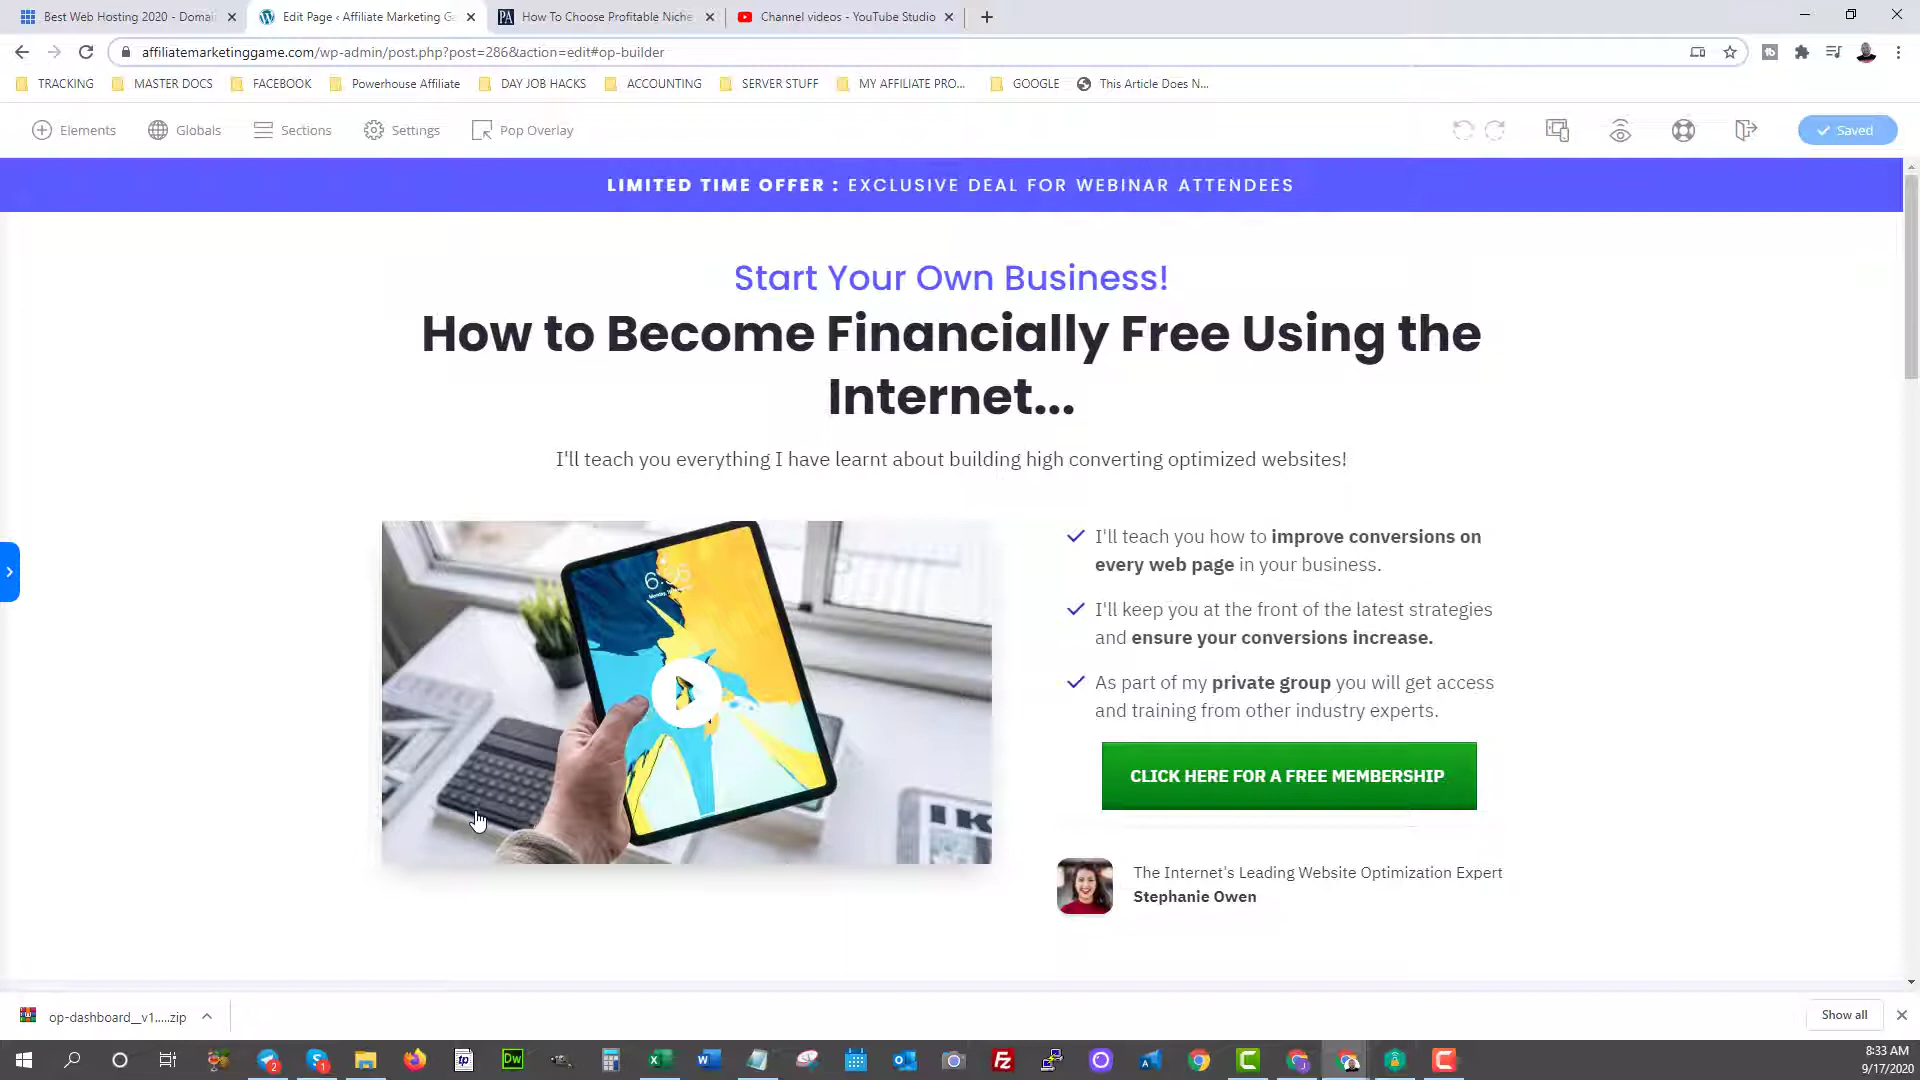 Best Web Hosting 2020 - Domai
Edit Page ‹ Affiliate Marketing Ga
PA
How To Choose Profitable Niche
Channel videos - YouTube Studio
affiliatemarketinggame.com/wp-admin/post.php?post=286&action=edit#op-builder
TRACKING
MASTER DOCS
FACEBOOK
Powerhouse Affiliate
DAY JOB HACKS
ACCOUNTING
SERVER STUFF
MY AFFILIATE PRO...
GOOGLE
This Article Does N...
Elements
Globals
Sections
Settings
Pop Overlay
Saved
LIMITED TIME OFFER : EXCLUSIVE DEAL FOR WEBINAR ATTENDEES
Start Your Own Business!
How to Become Financially Free Using the
Internet...
I'll teach you everything I have learnt about building high converting optimized websites!
I'll teach you how to improve conversions on
every web page in your business.
I'll keep you at the front of the latest strategies
and ensure your conversions increase.
As part of my private group you will get access
and training from other industry experts.
CLICK HERE FOR A FREE MEMBERSHIP
The Internet's Leading Website Optimization Expert
Stephanie Owen
op-dashboard__v1.....zip
Show all
8:33 AM
9/17/2020